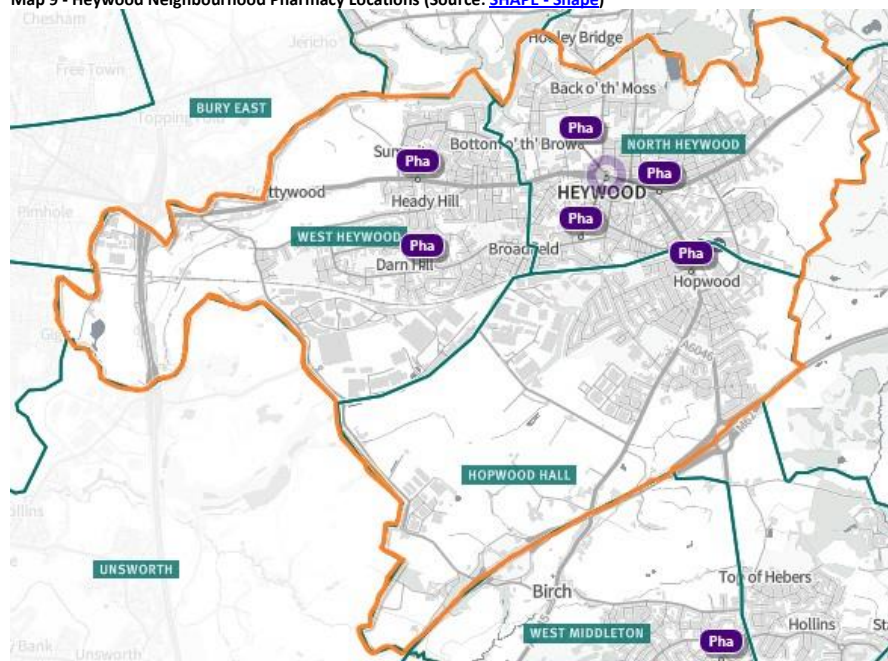 Map 9 - Heywood Neighbourhood Pharmacy Locations (Source: SHAPE - Shape)
Chesham
Jericho
Hooley Bridge
Free Town
Back o' th' Moss
BURY EAST
Pha
Bottom o' th' Brow
NORTH HEYWOOD
Pha
Pha
HEYWOOD
Heady Hill
Pimhole
Pha
WEST HEYWOOD
Pha
Broadfield
Pha
Darn Hill
Hopwood
A6046
HOPWOOD HALL
UNSWORTH
Birch
Top of Hebers
Hollins
WEST MIDDLETON
Pha
Unsworth